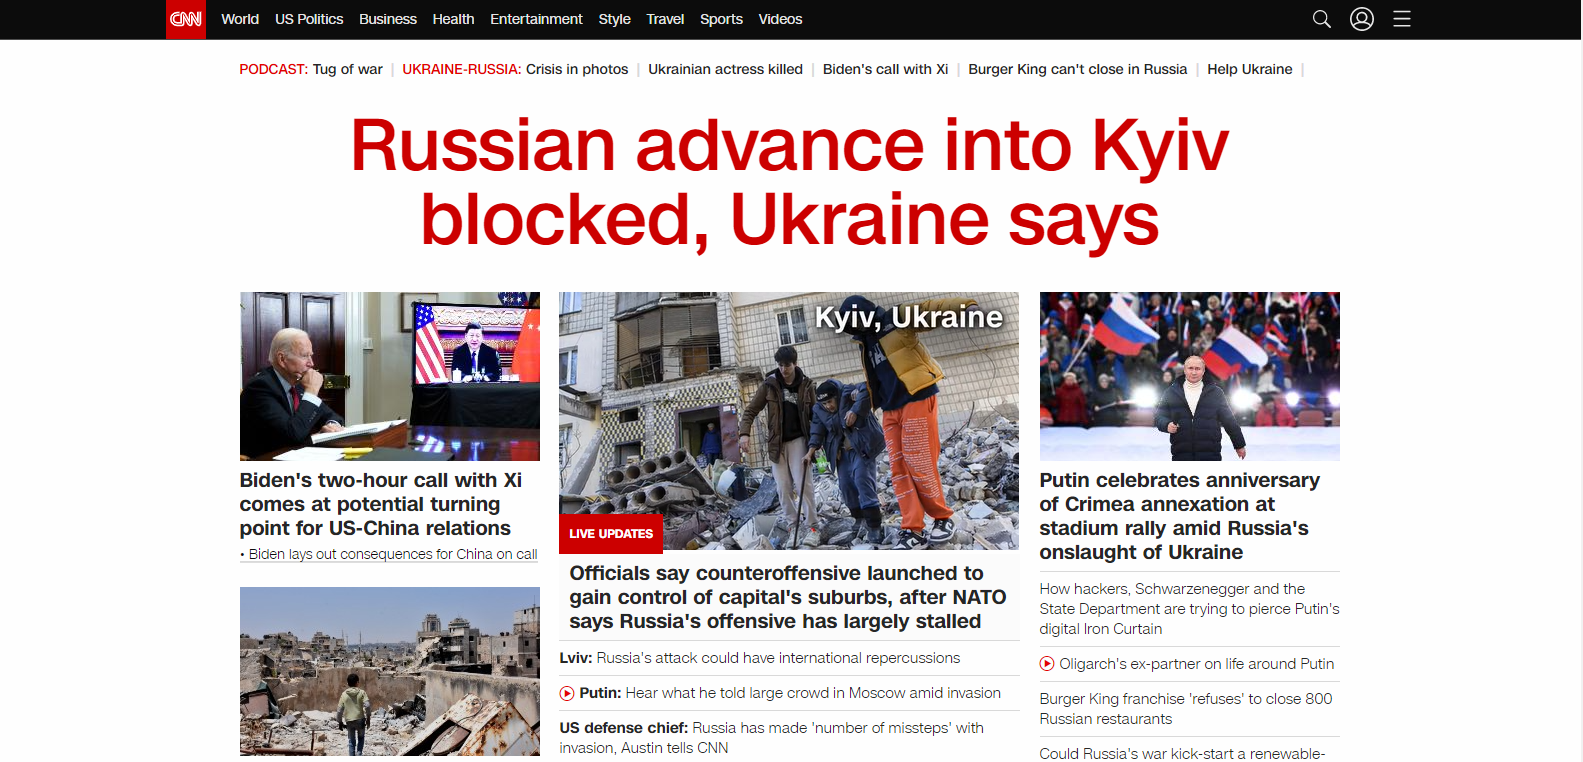 CNN World US Politics Business Health Entertainment Style Travel Sports Videos
PODCAST: Tug of war | UKRAINE-RUSSIA: Crisis in photos | Ukrainian actress killed | Biden's call with Xi | Burger King can't close in Russia | Help Ukraine |
Russian advance into Kyiv
blocked, Ukraine says
Biden's two-hour call with Xi
comes at potential turning
point for US-China relations
• Biden lays out consequences for China on call
Kyiv, Ukraine
LIVE UPDATES
Officials say counteroffensive launched to
gain control of capital's suburbs, after NATO
says Russia's offensive has largely stalled
Lviv: Russia's attack could have international repercussions
Putin: Hear what he told large crowd in Moscow amid invasion
US defense chief: Russia has made 'number of missteps' with
invasion, Austin tells CNN
Putin celebrates anniversary
of Crimea annexation at
stadium rally amid Russia's
onslaught of Ukraine
How hackers, Schwarzenegger and the
State Department are trying to pierce Putin's
digital Iron Curtain
Oligarch's ex-partner on life around Putin
Burger King franchise 'refuses' to close 800
Russian restaurants
Could Russia's war kick-start a renewable-